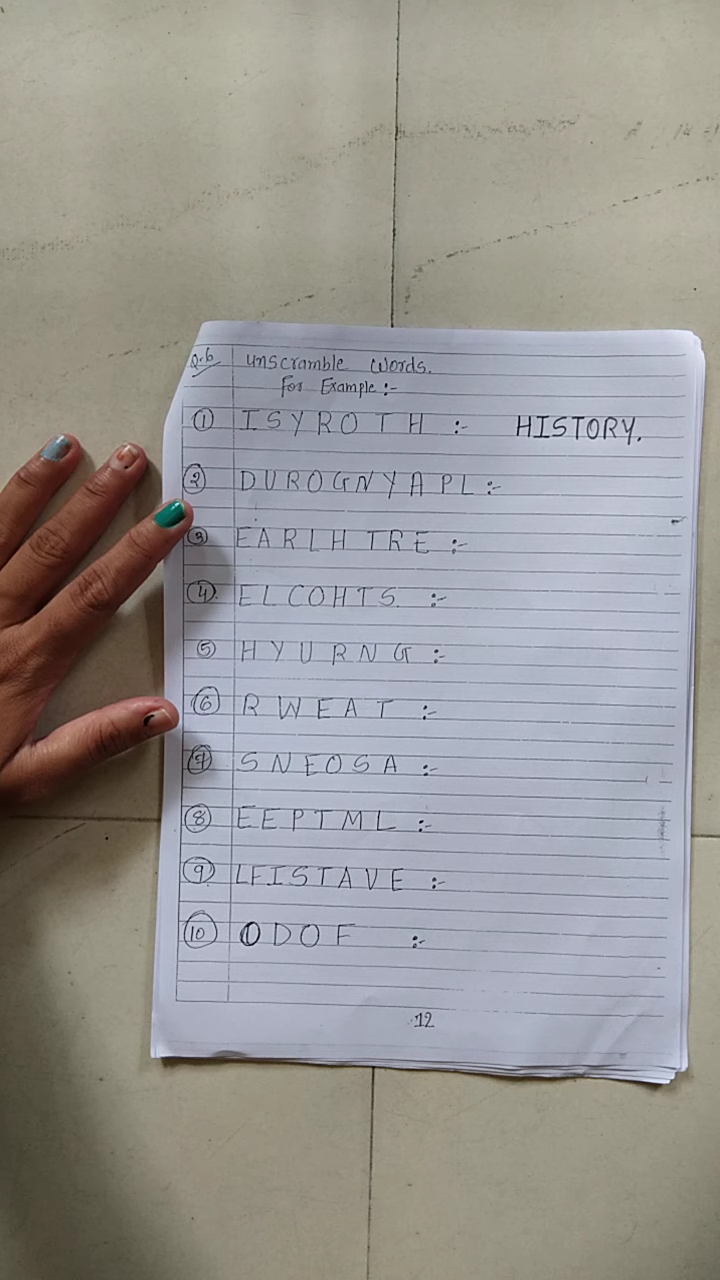 Q.6 unscramble words.
For Example :-
① ISYROTH :- HISTORY.
② DUROGNYAPL :-
③ EARLHTRE :-
④ ELCOHTS :-
⑤ HYURNG :-
⑥ RWEAT :-
⑦ SNEOSA :-
⑧ EEPTML :-
⑨ LFISTAVE :-
⑩ ODOF :-
12